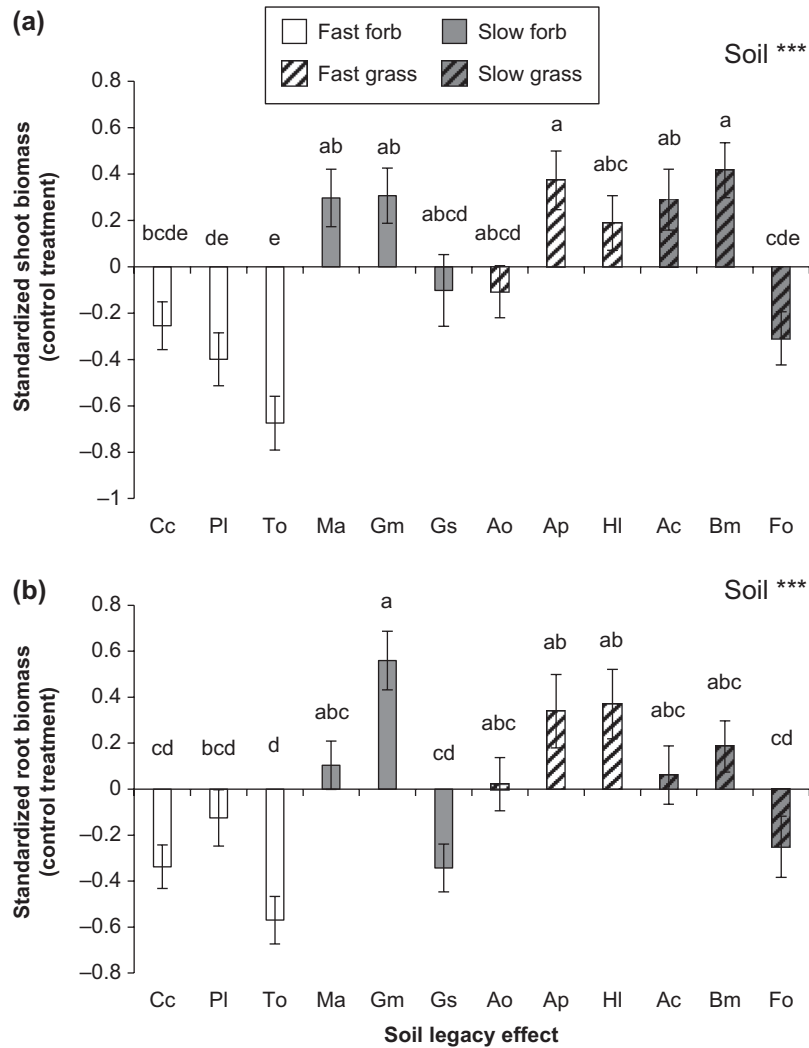 (a)
Fast forb Slow forb
Fast grass Slow grass
Soil ***
Standardized shoot biomass
(control treatment)
0.8
0.6
0.4
0.2
0
–0.2
–0.4
–0.6
–0.8
–1
bcde de e ab ab abcd abcd a abc ab a cde
Cc Pl To Ma Gm Gs Ao Ap Hl Ac Bm Fo
(b)
Soil ***
Standardized root biomass
(control treatment)
0.8
0.6
0.4
0.2
0
–0.2
–0.4
–0.6
–0.8
cd bcd d abc a cd abc ab ab abc abc cd
Cc Pl To Ma Gm Gs Ao Ap Hl Ac Bm Fo
Soil legacy effect